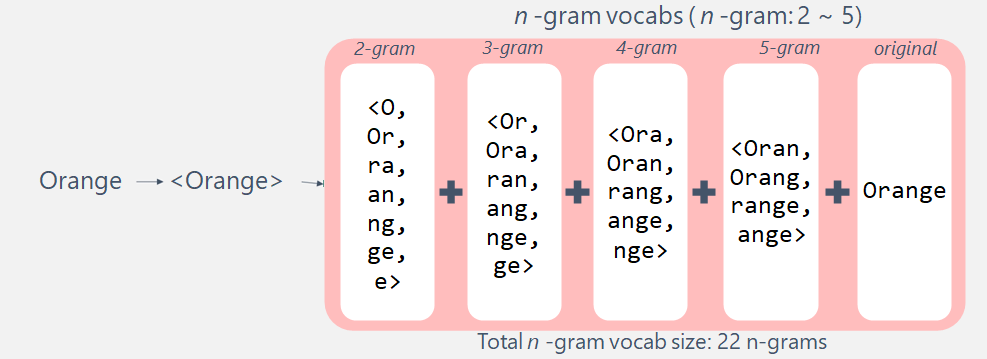 n -gram vocabs ( n -gram: 2 ~ 5)
2-gram
3-gram
4-gram
5-gram
original
Orange
<Orange>
<O,
Or,
ra,
an,
ng,
ge,
e>
+
<Or,
Ora,
ran,
ang,
nge,
ge>
+
<Ora,
Oran,
rang,
ange,
nge>
+
<Oran,
Orang,
range,
ange>
+
Orange
Total n -gram vocab size: 22 n-grams